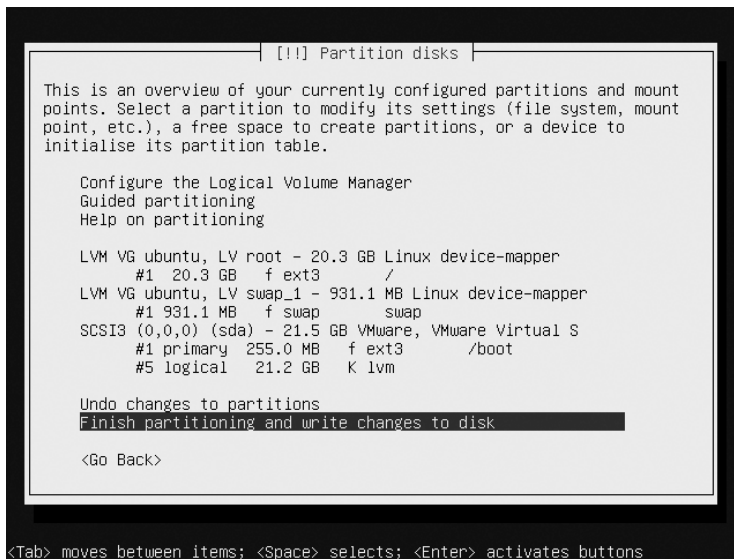 [!!] Partition disks
This is an overview of your currently configured partitions and mount
points. Select a partition to modify its settings (file system, mount
point, etc.), a free space to create partitions, or a device to
initialise its partition table.
Configure the Logical Volume Manager
Guided partitioning
Help on partitioning
LVM VG ubuntu, LV root - 20.3 GB Linux device-mapper
#1 20.3 GB f ext3 /
LVM VG ubuntu, LV swap_1 - 931.1 MB Linux device-mapper
#1 931.1 MB f swap swap
SCSI3 (0,0,0) (sda) - 21.5 GB VMware, VMware Virtual S
#1 primary 255.0 MB f ext3 /boot
#5 logical 21.2 GB K lvm
Undo changes to partitions
Finish partitioning and write changes to disk
<Go Back>
<Tab> moves between items; <Space> selects; <Enter> activates buttons